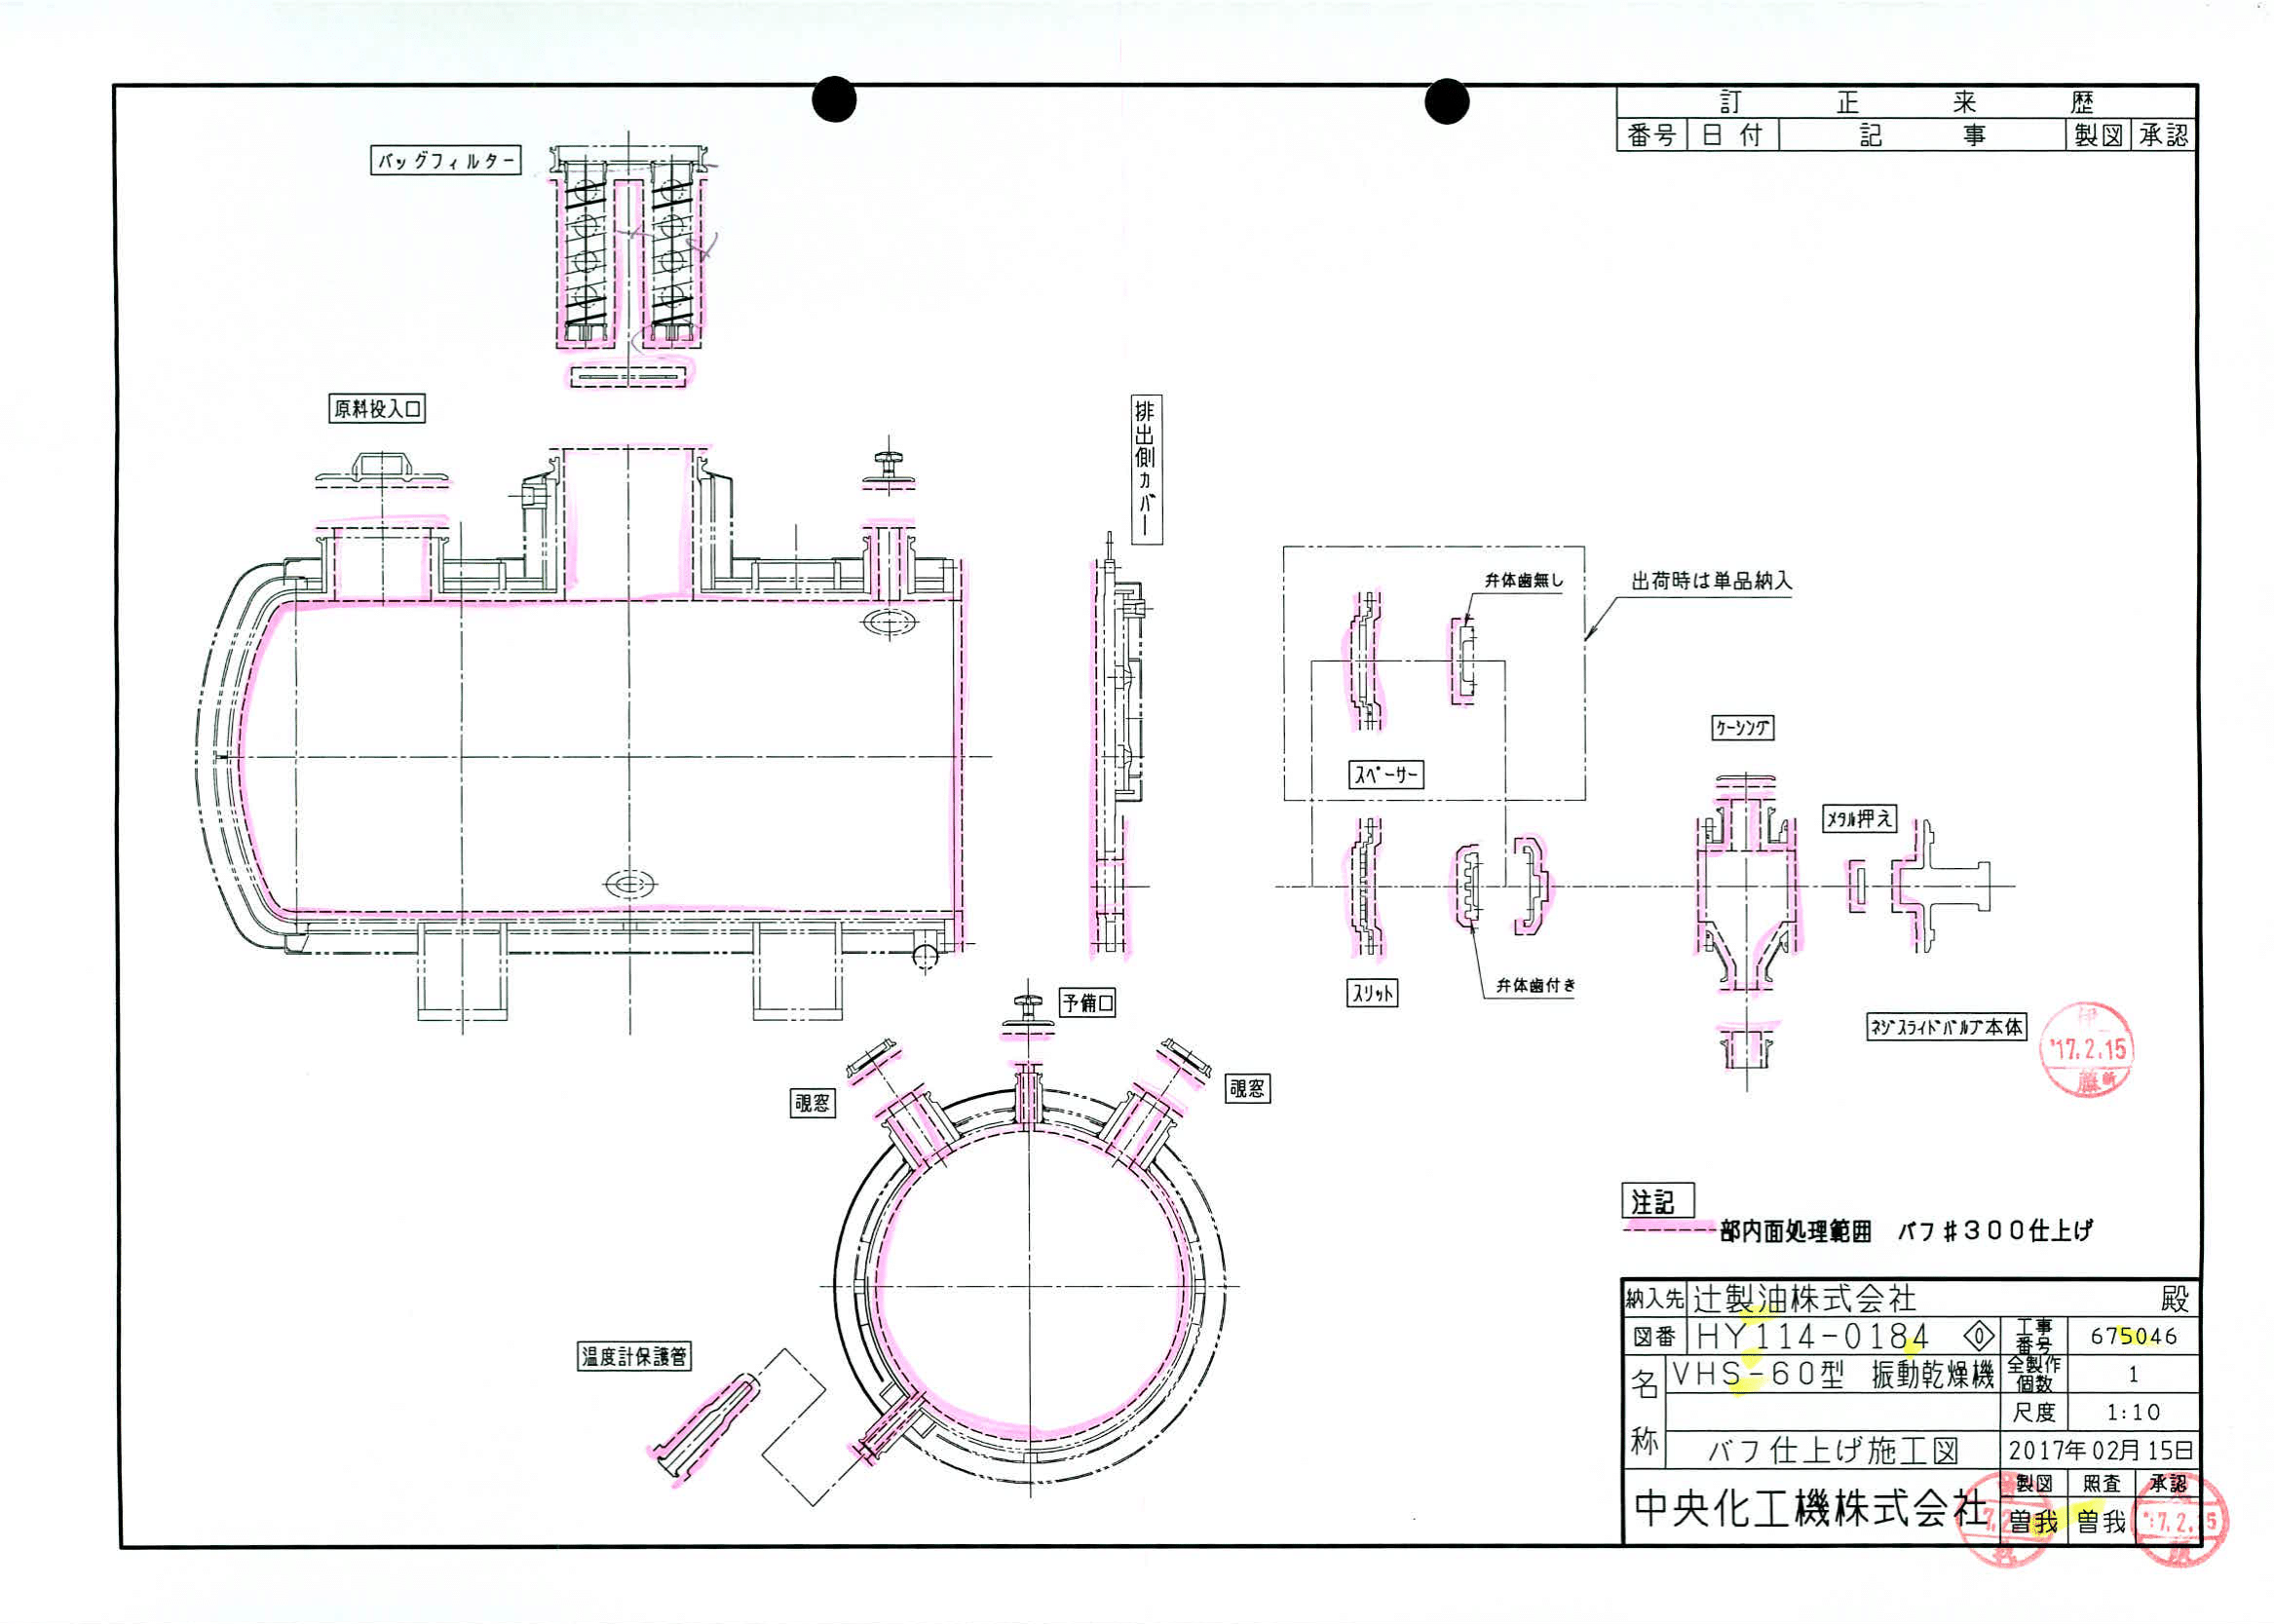 訂正来歴
番号 日付 記事 製図 承認
バッグフィルター
原料投入口
排出側カバー
弁体歯無し
出荷時は単品納入
スペーサー
ケーシング
メタル押え
スリット
弁体歯付き
ネジスライドバルブ本体
'17.2.15
予備口
覗窓
覗窓
温度計保護管
注記
部内面処理範囲 バフ#300仕上げ
納入先 辻製油株式会社 殿
図番 HY114-0184 0 工事番号 675046
名称 VHS-60型 振動乾燥機 全製作個数 1
尺度 1:10
バフ仕上げ施工図 2017年02月15日
中央化工機株式会社 製図 照査 承認
曽我 曽我